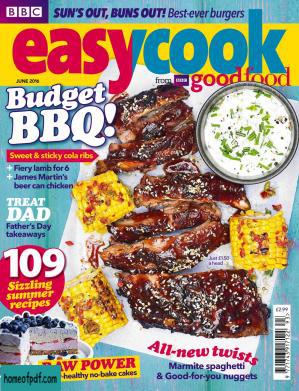 BBC
SUN'S OUT, BUNS OUT! Best-ever burgers
easycook
JUNE 2016
from BBC goodfood
Budget
BBQ!
Sweet & sticky cola ribs
+ Fiery lamb for 6
+ James Martin's
beer can chicken
TREAT
DAD
Father's Day
takeaways
109
Sizzling
summer
recipes
Just £1.50
a head
£2.99
RAW POWER
-healthy no-bake cakes
All-new twists
Marmite spaghetti
& Good-for-you nuggets
homeofpdf.com